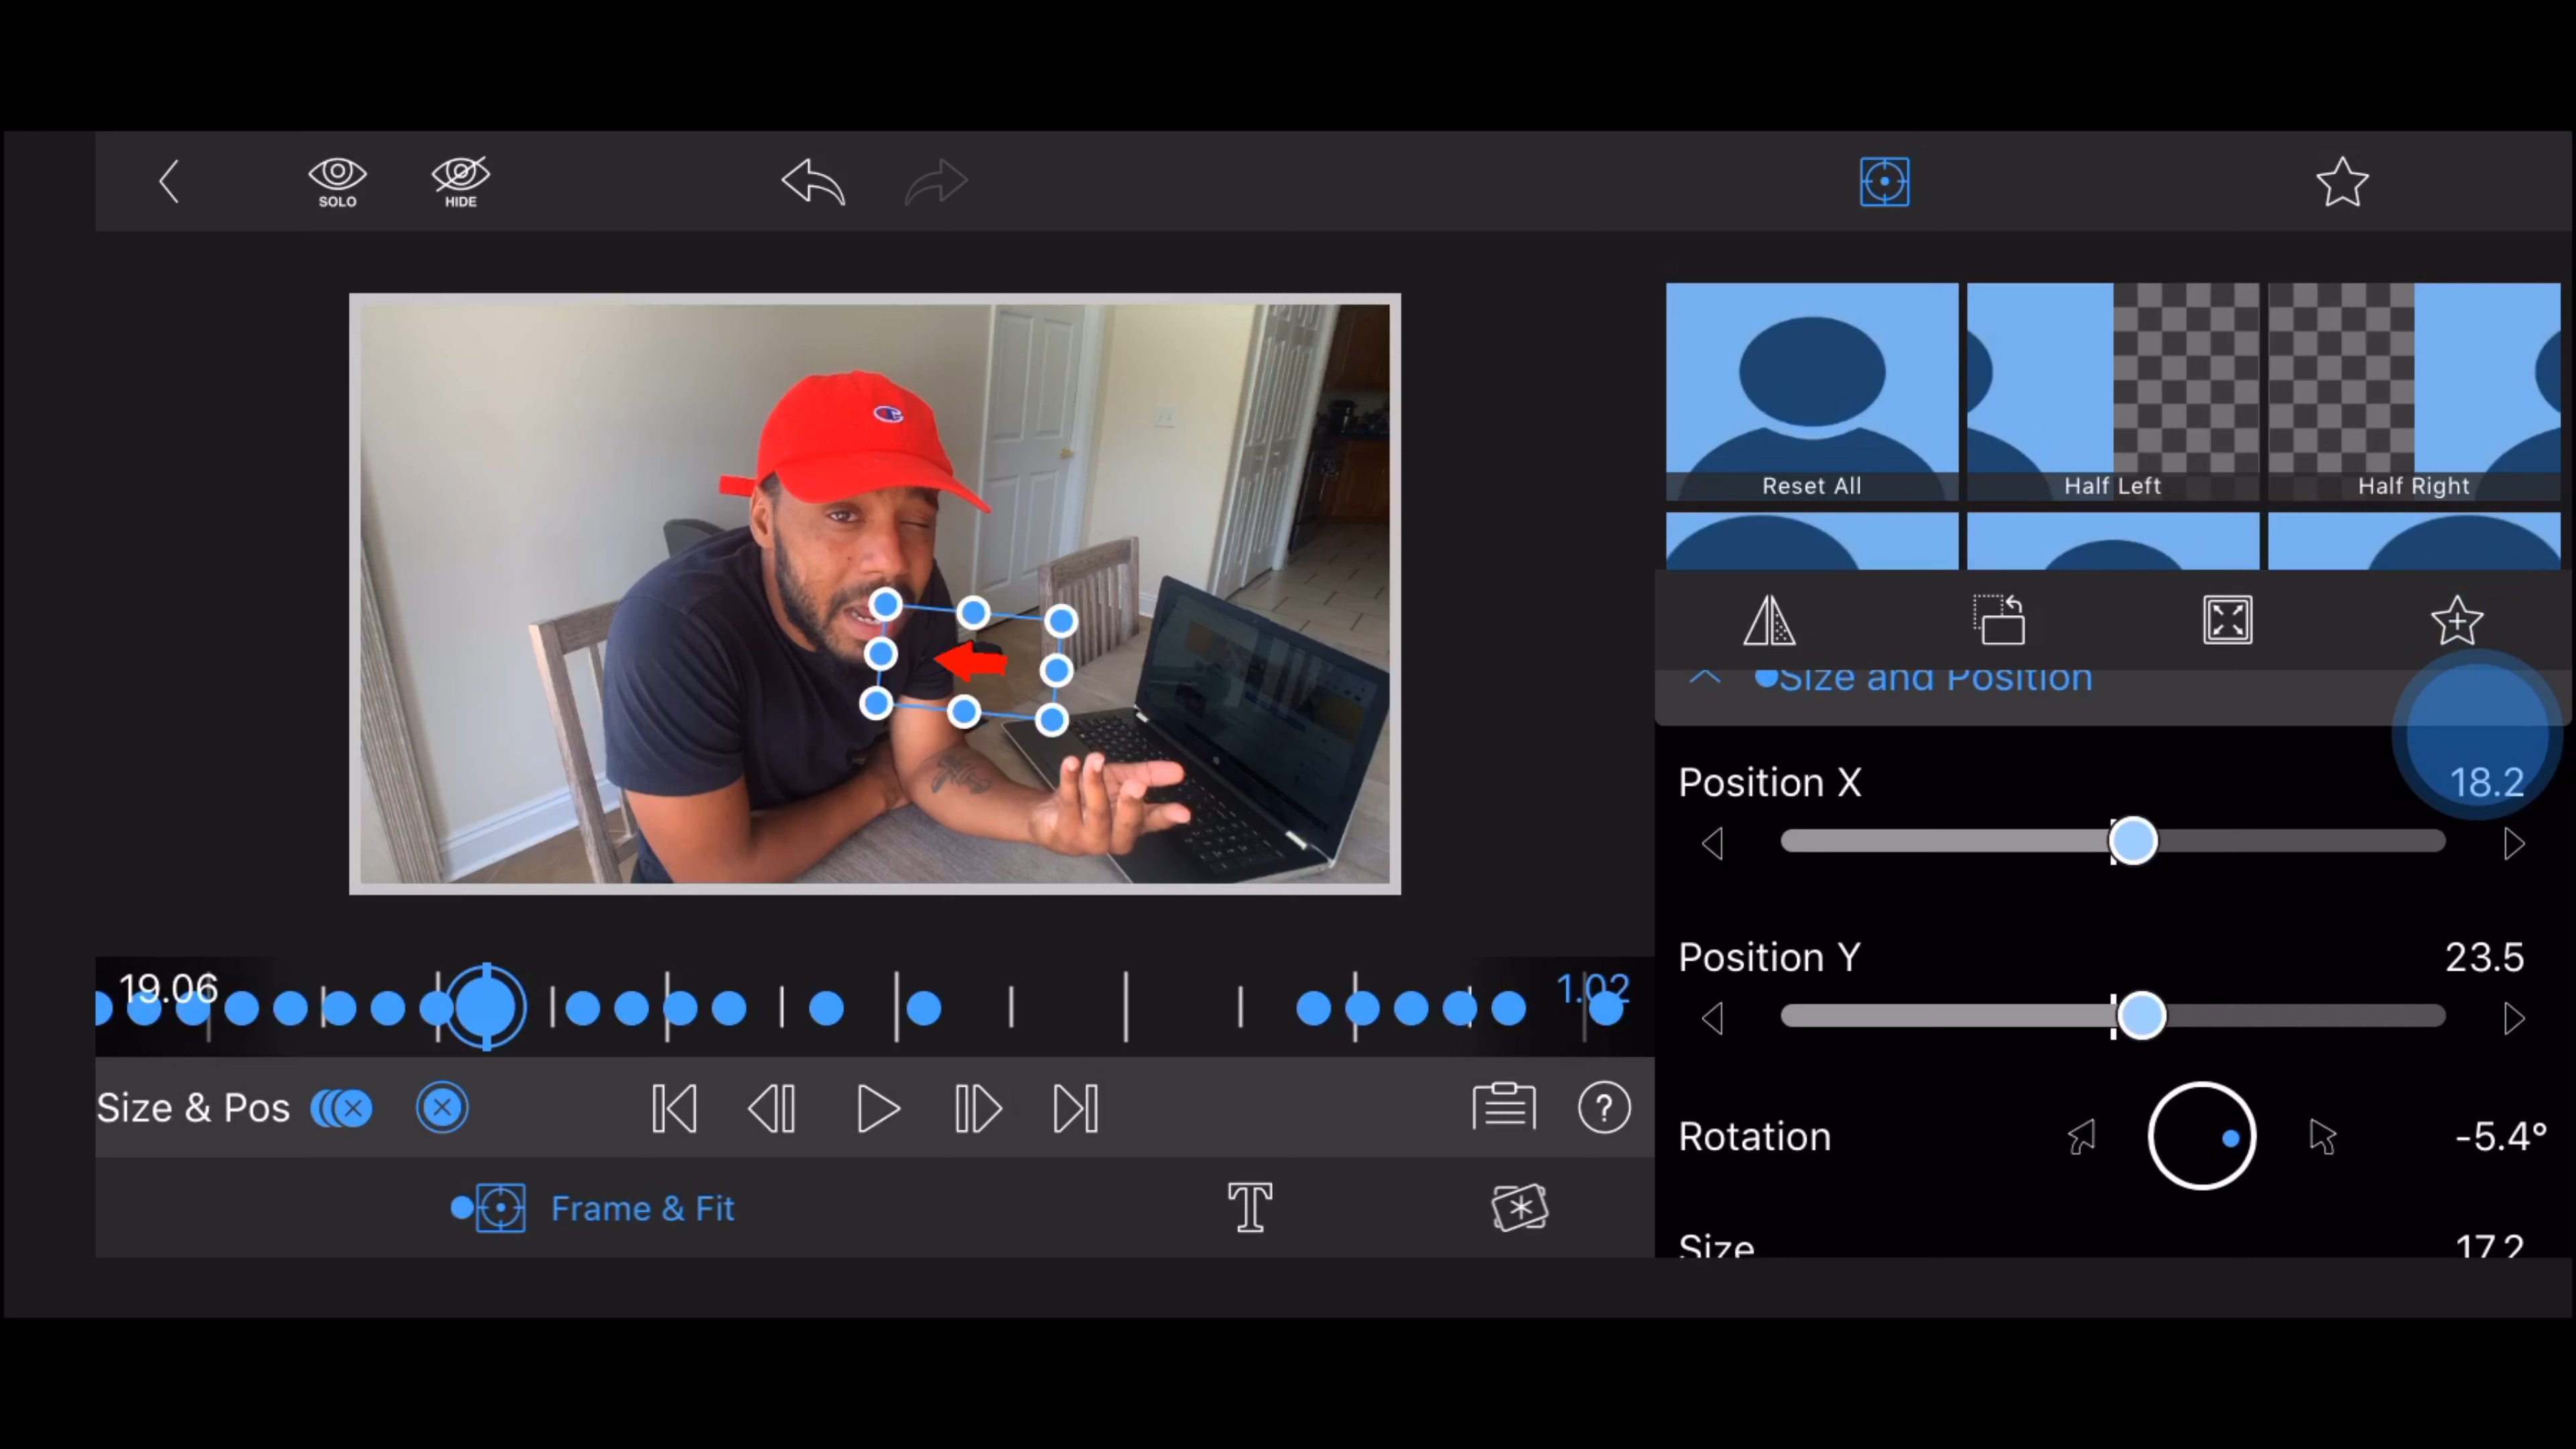 SOLO
HIDE
Reset All
Half Left
Half Right
Size and Position
Position X
18.2
Position Y
23.5
Rotation
-5.4°
Size
17.2
19.06
1.02
Size & Pos
?
Frame & Fit
T